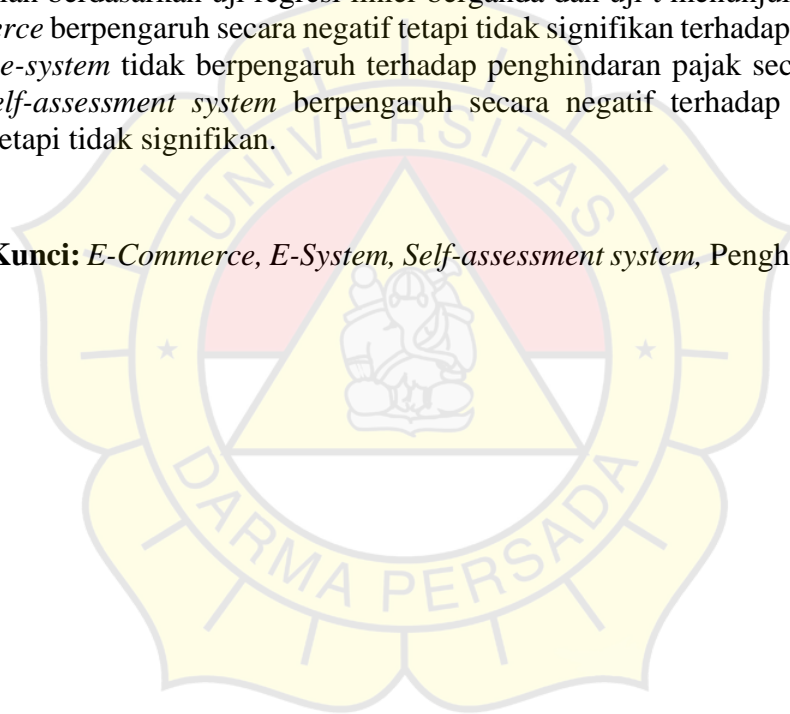 berdasarkan uji regresi linier berganda dan uji t menunju
erce berpengaruh secara negatif tetapi tidak signifikan terhadap
e-system tidak berpengaruh terhadap penghindaran pajak sec
elf-assessment system berpengaruh secara negatif terhadap
etapi tidak signifikan.
Kunci: E-Commerce, E-System, Self-assessment system, Pengh
UNIVERSITAS
DARMA PERSADA